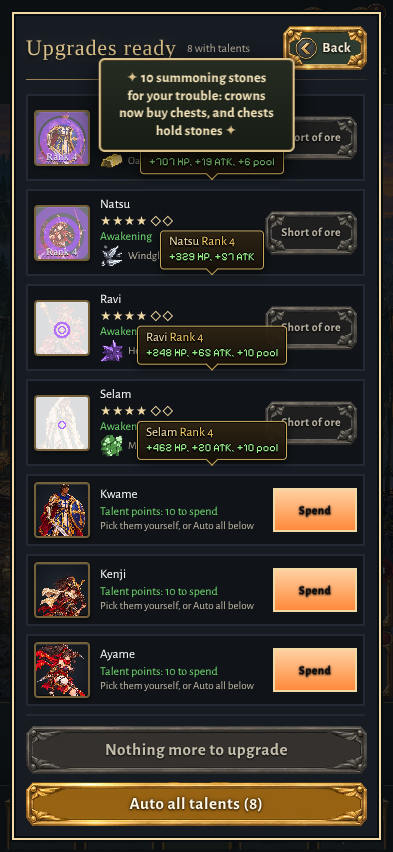 Upgrades ready 8 with talents
Back
✦ 10 summoning stones
for your trouble: crowns
now buy chests, and chests
hold stones ✦
Rank 4
Short of ore
+707 HP, +19 ATK, +6 pool
Natsu
★★★★◇◇
Awakening
Rank 4
Short of ore
Natsu Rank 4
+329 HP, +57 ATK
Ravi
★★★★◇◇
Short of ore
Ravi Rank 4
+248 HP, +65 ATK, +10 pool
Selam
★★★★◇◇
Short of ore
Selam Rank 4
+462 HP, +20 ATK, +10 pool
Kwame
Talent points: 10 to spend
Pick them yourself, or Auto all below
Spend
Kenji
Talent points: 10 to spend
Pick them yourself, or Auto all below
Spend
Ayame
Talent points: 10 to spend
Pick them yourself, or Auto all below
Spend
Nothing more to upgrade
Auto all talents (8)